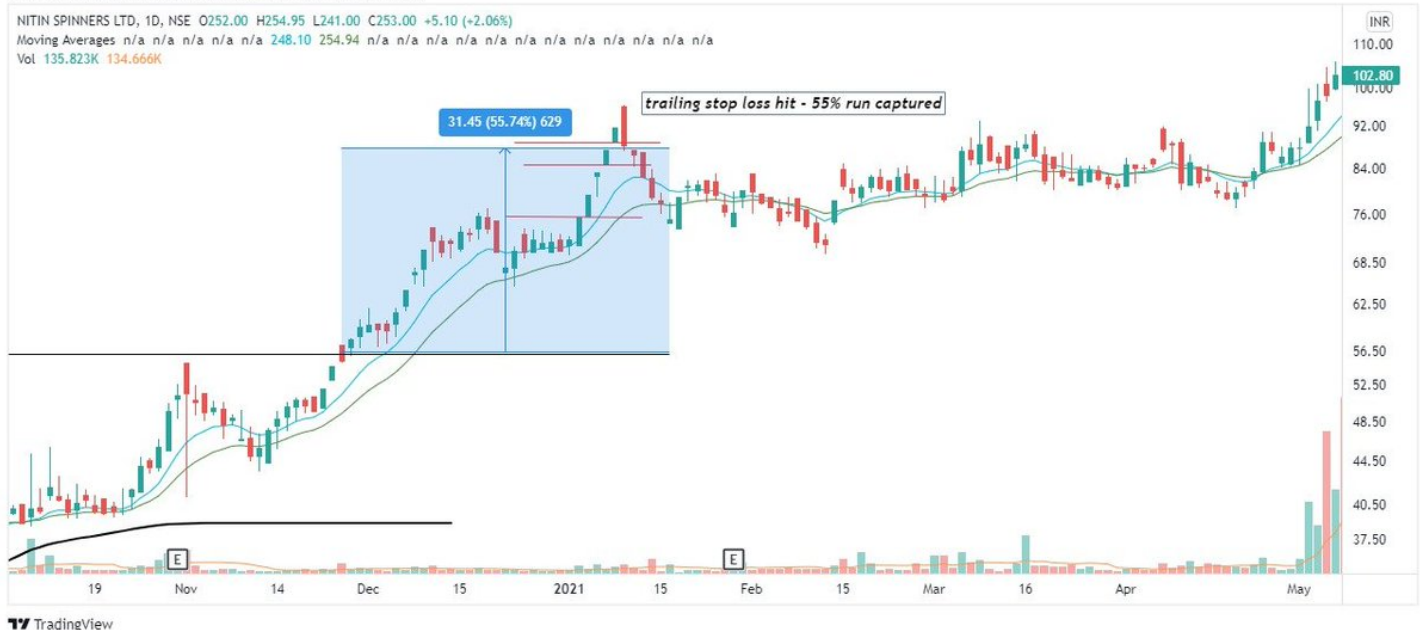 NITIN SPINNERS LTD, 1D, NSE O252.00 H254.95 L241.00 C253.00 +5.10 (+2.06%)
Moving Averages n/a n/a n/a n/a n/a 248.10 254.94 n/a n/a n/a n/a n/a n/a n/a n/a n/a n/a n/a n/a
Vol 135.823K 134.666K
INR
110.00
102.80
100.00
92.00
84.00
76.00
68.50
62.50
56.50
52.50
48.50
44.50
40.50
37.50
31.45 (55.74%) 629
trailing stop loss hit - 55% run captured
E E
19 Nov 14 Dec 15 2021 15 Feb 15 Mar 16 Apr May
TradingView